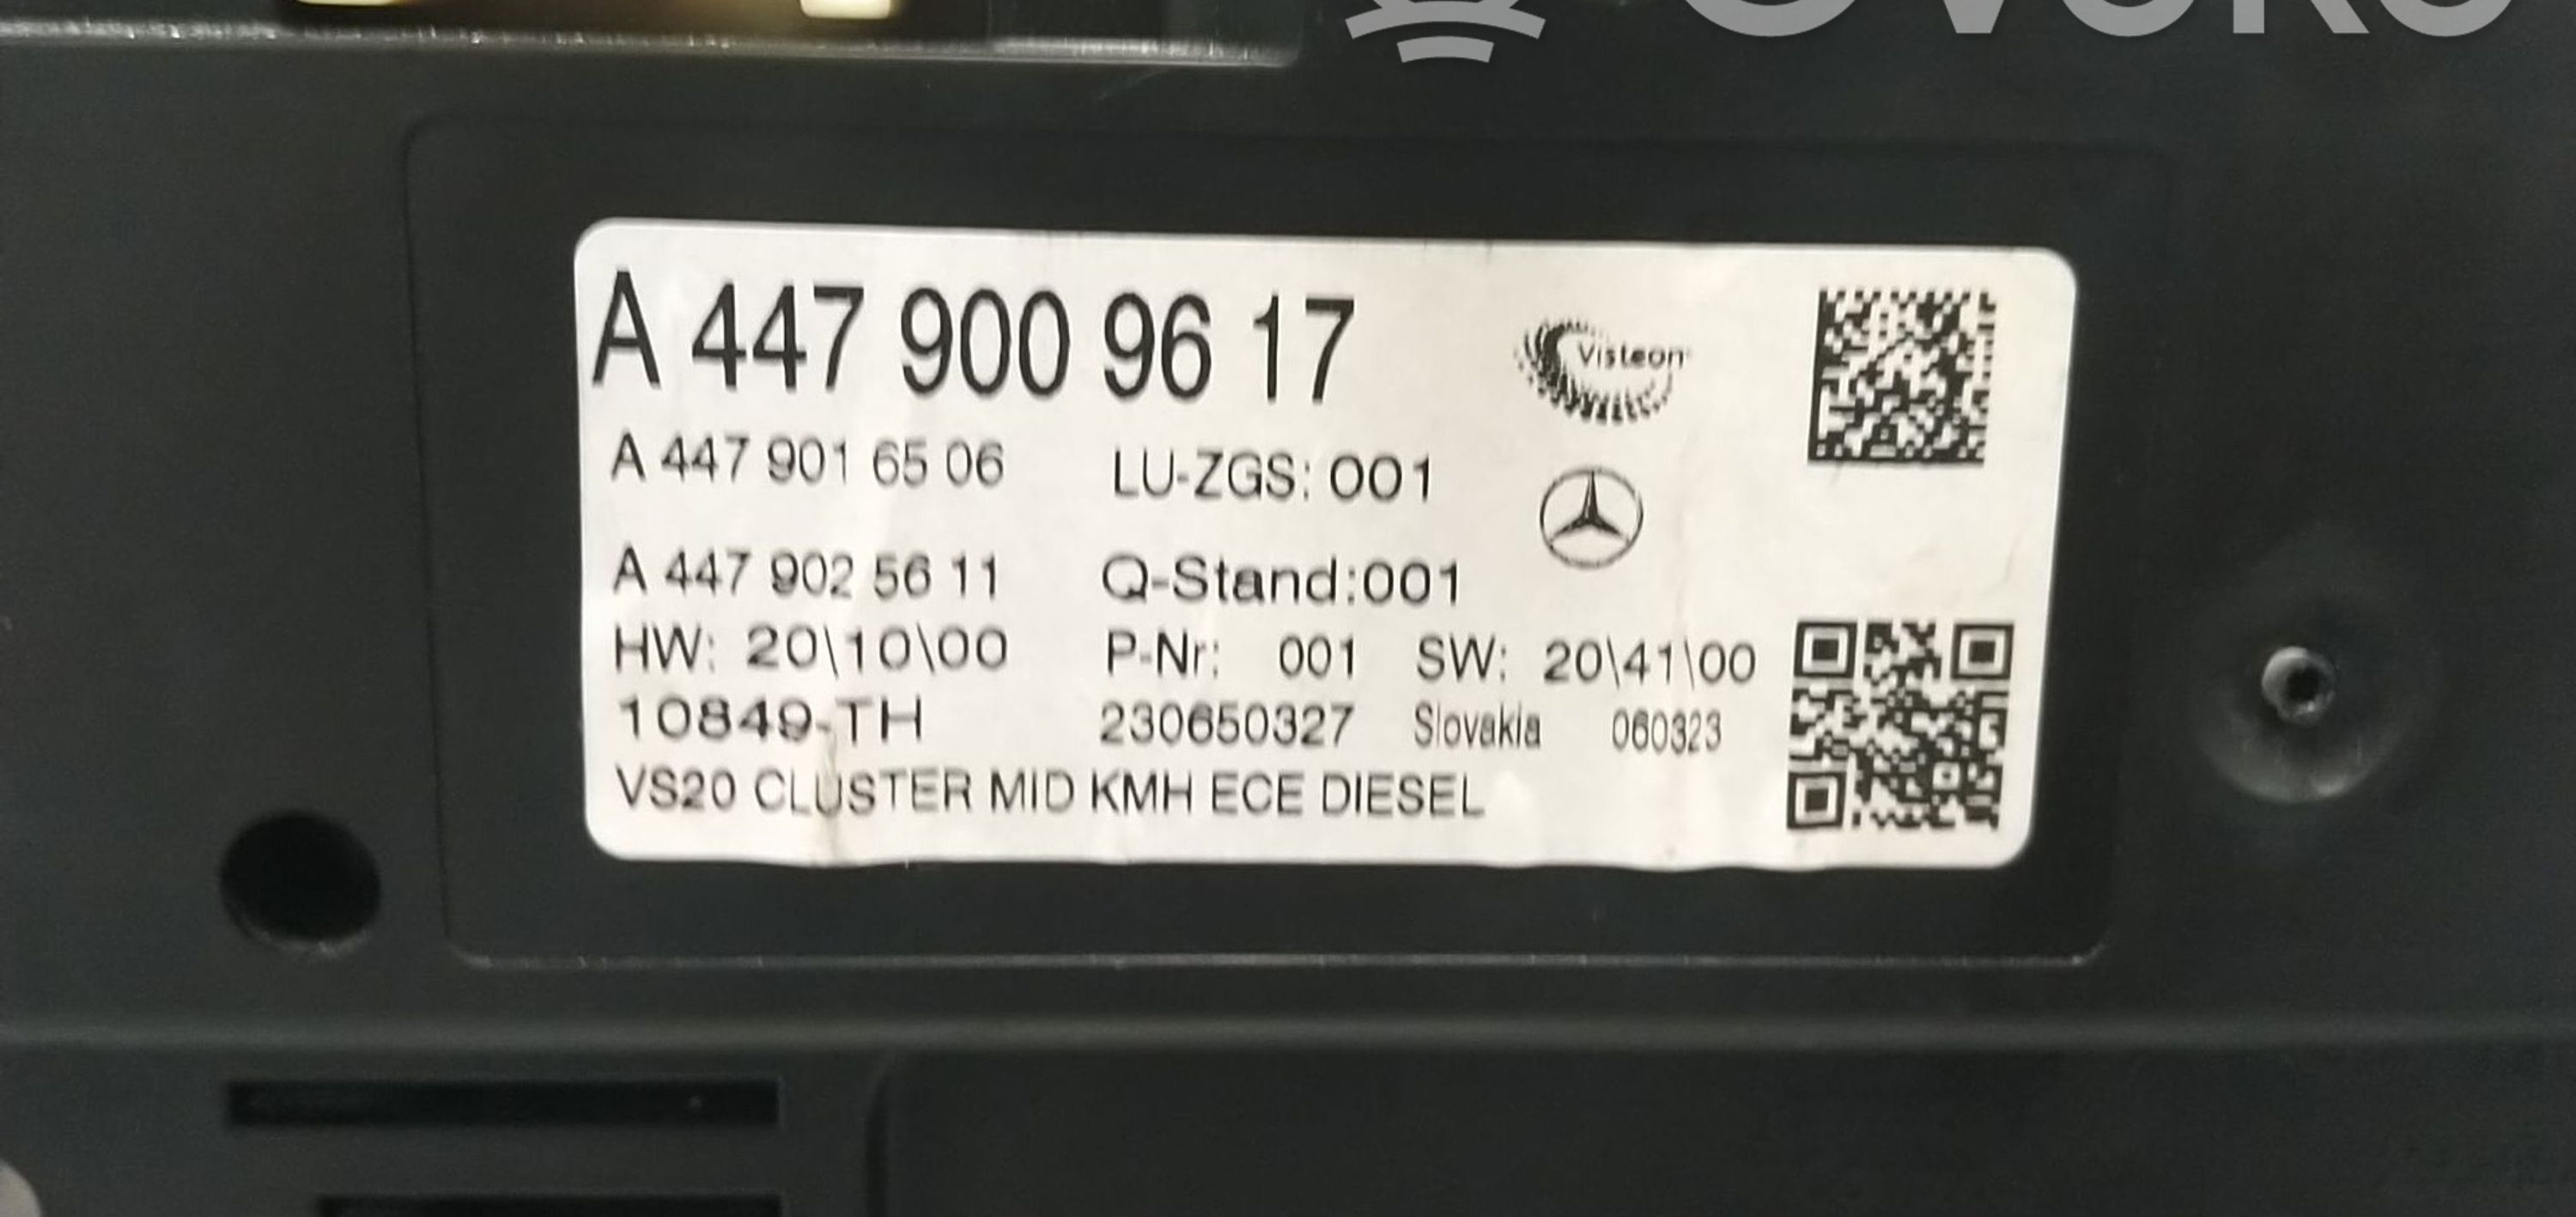 A 447 900 96 17
Visteon
A 447 901 65 06 LU-ZGS: 001
A 447 902 56 11 Q-Stand:001
HW: 20\10\00 P-Nr: 001 SW: 20\41\00
10849-TH 230650327 Slovakia 060323
VS20 CLUSTER MID KMH ECE DIESEL